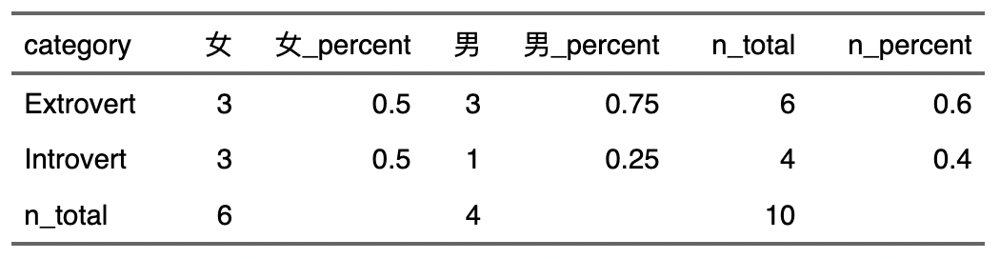 category 女 女_percent 男 男_percent n_total n_percent
Extrovert 3 0.5 3 0.75 6 0.6
Introvert 3 0.5 1 0.25 4 0.4
n_total 6 4 10